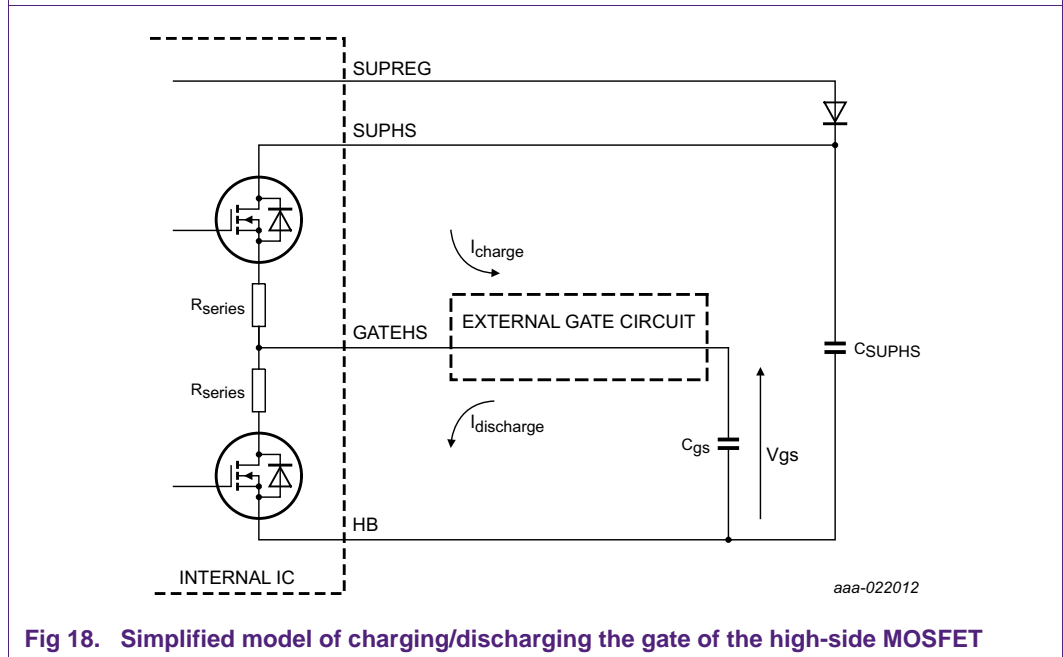 SUPREG
SUPHS
Icharge
Rseries
EXTERNAL GATE CIRCUIT
GATEHS
CSUPHS
Rseries
Idischarge
Cgs
Vgs
HB
INTERNAL IC
aaa-022012
Fig 18. Simplified model of charging/discharging the gate of the high-side MOSFET